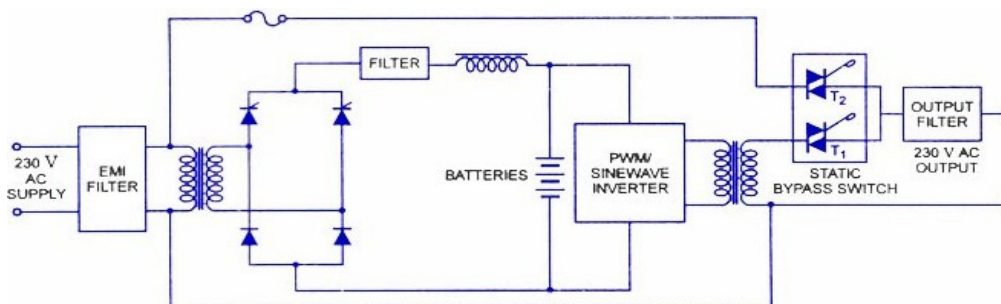 230 V
AC
SUPPLY
EMI
FILTER
FILTER
BATTERIES
PWM/
SINEWAVE
INVERTER
T2
T1
STATIC
BYPASS SWITCH
OUTPUT
FILTER
230 V AC
OUTPUT